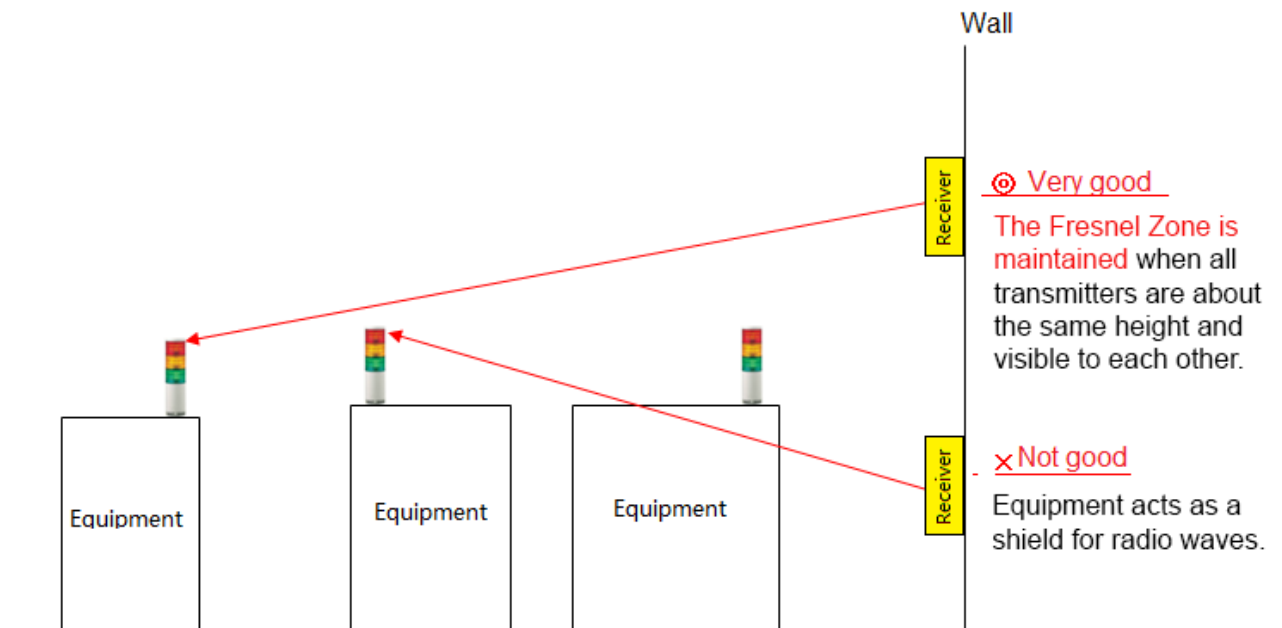 Wall
Receiver
◎ Very good
The Fresnel Zone is
maintained when all
transmitters are about
the same height and
visible to each other.
Receiver
×Not good
Equipment acts as a
shield for radio waves.
Equipment
Equipment
Equipment